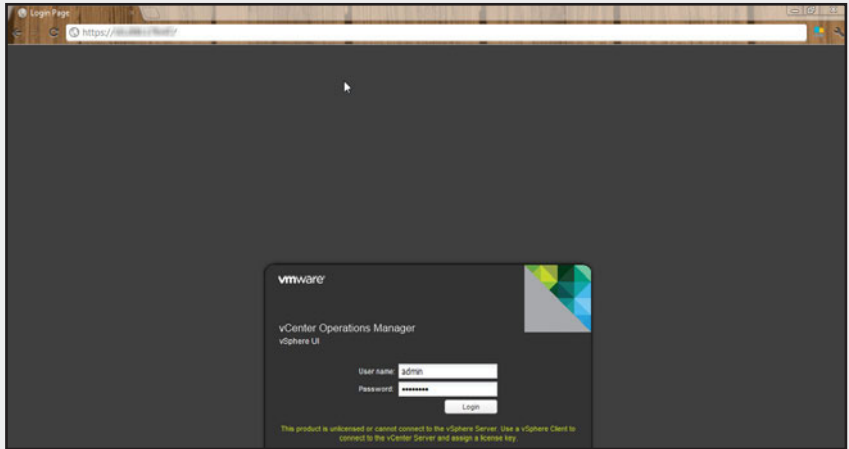 Login Page
https://
vmware
vCenter Operations Manager
vSphere UI
User name: admin
Password: ••••••••
Login
This product is unlicensed or cannot connect to the vSphere Server. Use a vSphere Client to
connect to the vCenter Server and assign a license key.